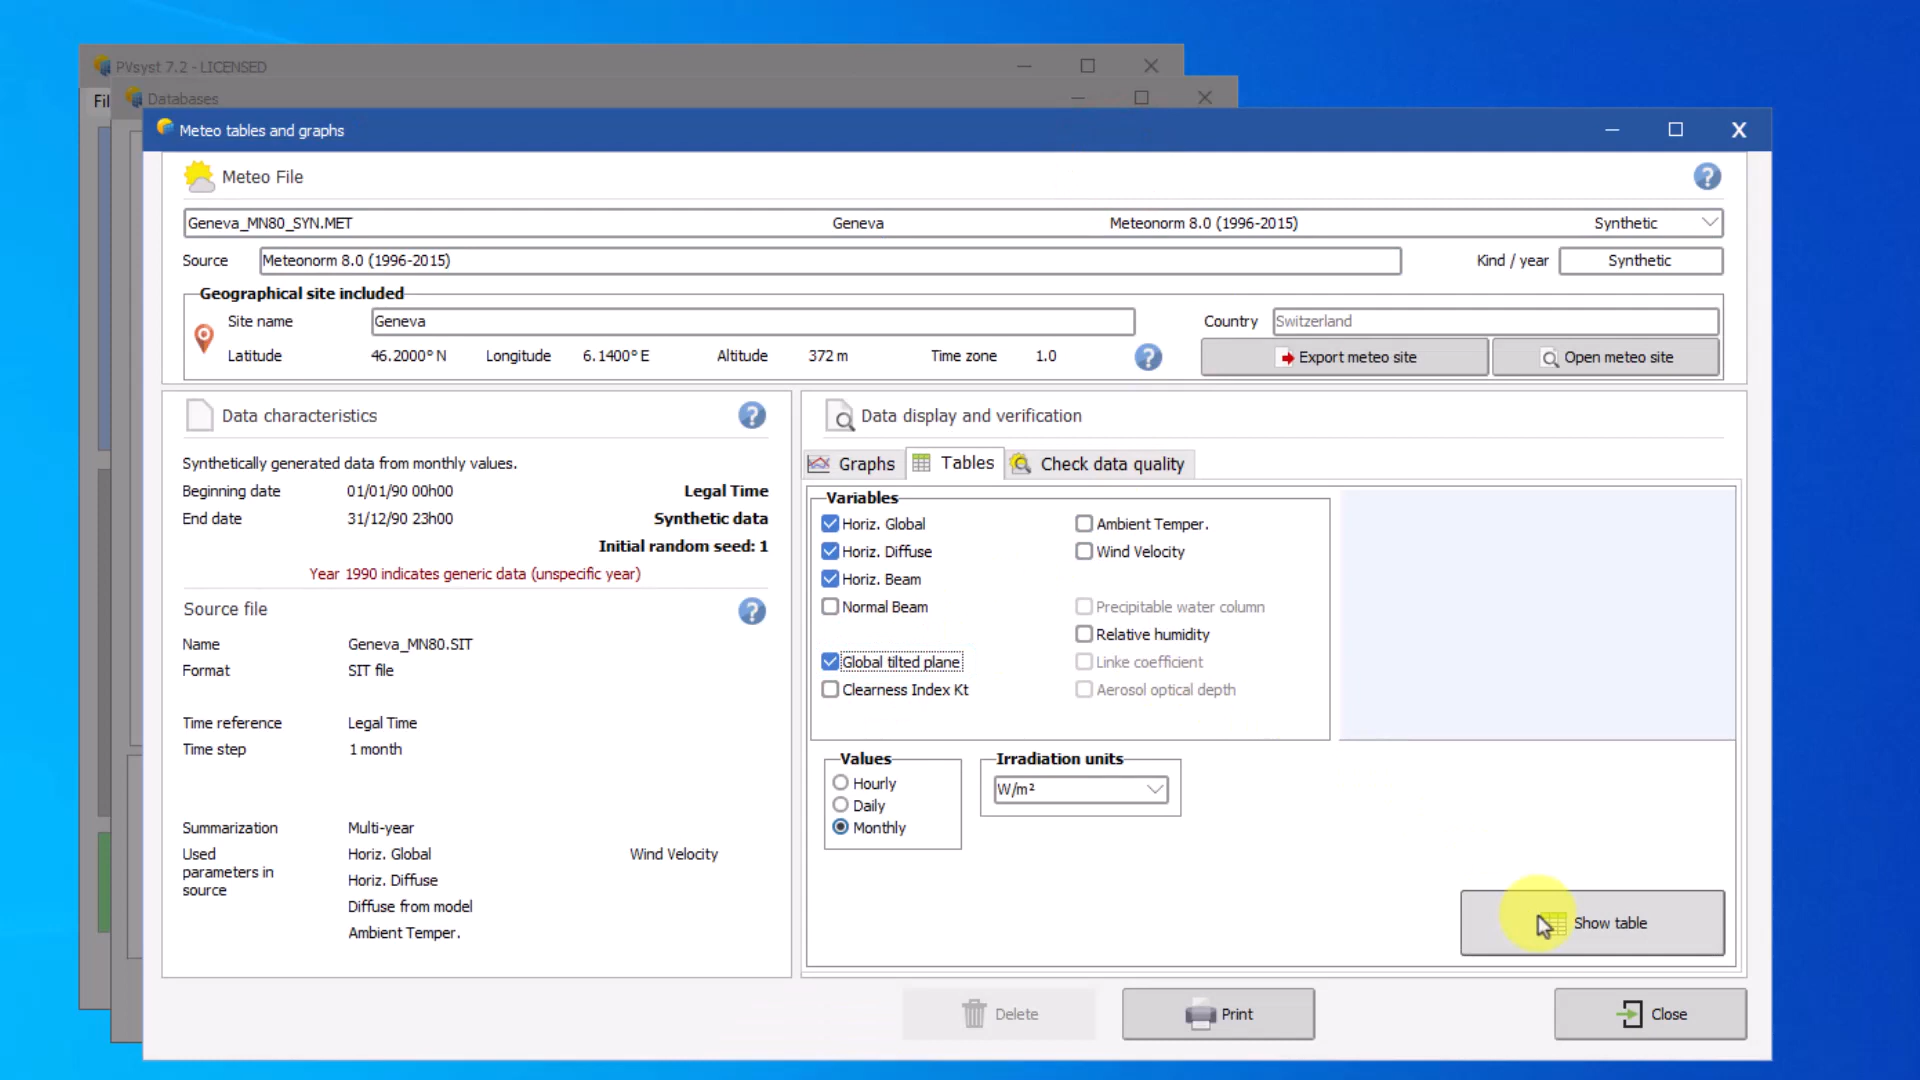 PVsyst 7.2 - LICENSED
Fil
Databases
Meteo tables and graphs
Meteo File
Geneva_MN80_SYN.MET Geneva Meteonorm 8.0 (1996-2015) Synthetic
Source Meteonorm 8.0 (1996-2015) Kind / year Synthetic
Geographical site included
Site name Geneva Country Switzerland
Latitude 46.2000° N Longitude 6.1400° E Altitude 372 m Time zone 1.0 Export meteo site Open meteo site
Data characteristics
Synthetically generated data from monthly values.
Beginning date 01/01/90 00h00 Legal Time
End date 31/12/90 23h00 Synthetic data
Initial random seed: 1
Year 1990 indicates generic data (unspecific year)
Source file
Name Geneva_MN80.SIT
Format SIT file
Time reference Legal Time
Time step 1 month
Summarization Multi-year
Used parameters in source Horiz. Global Wind Velocity
Horiz. Diffuse
Diffuse from model
Ambient Temper.
Data display and verification
Graphs Tables Check data quality
Variables
Horiz. Global Ambient Temper.
Horiz. Diffuse Wind Velocity
Horiz. Beam
Normal Beam Precipitable water column
Relative humidity
Global tilted plane Linke coefficient
Clearness Index Kt Aerosol optical depth
Values Irradiation units
Hourly W/m²
Daily
Monthly
Show table
Delete Print Close